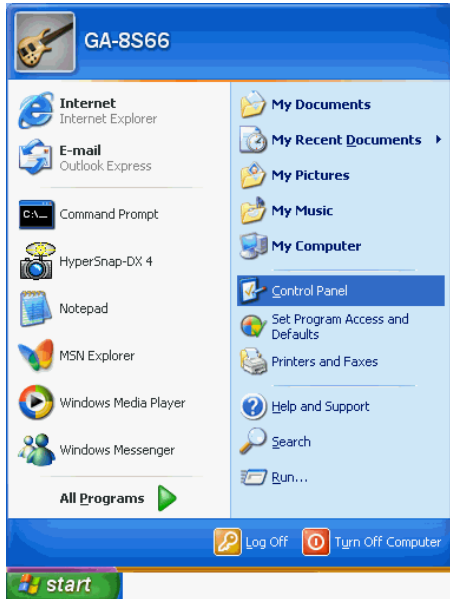 GA-8S66
Internet
Internet Explorer
E-mail
Outlook Express
C:\_
Command Prompt
HyperSnap-DX 4
Notepad
MSN Explorer
Windows Media Player
Windows Messenger
All Programs
My Documents
My Recent Documents
My Pictures
My Music
My Computer
Control Panel
Set Program Access and
Defaults
Printers and Faxes
Help and Support
Search
Run...
Log Off
Turn Off Computer
start